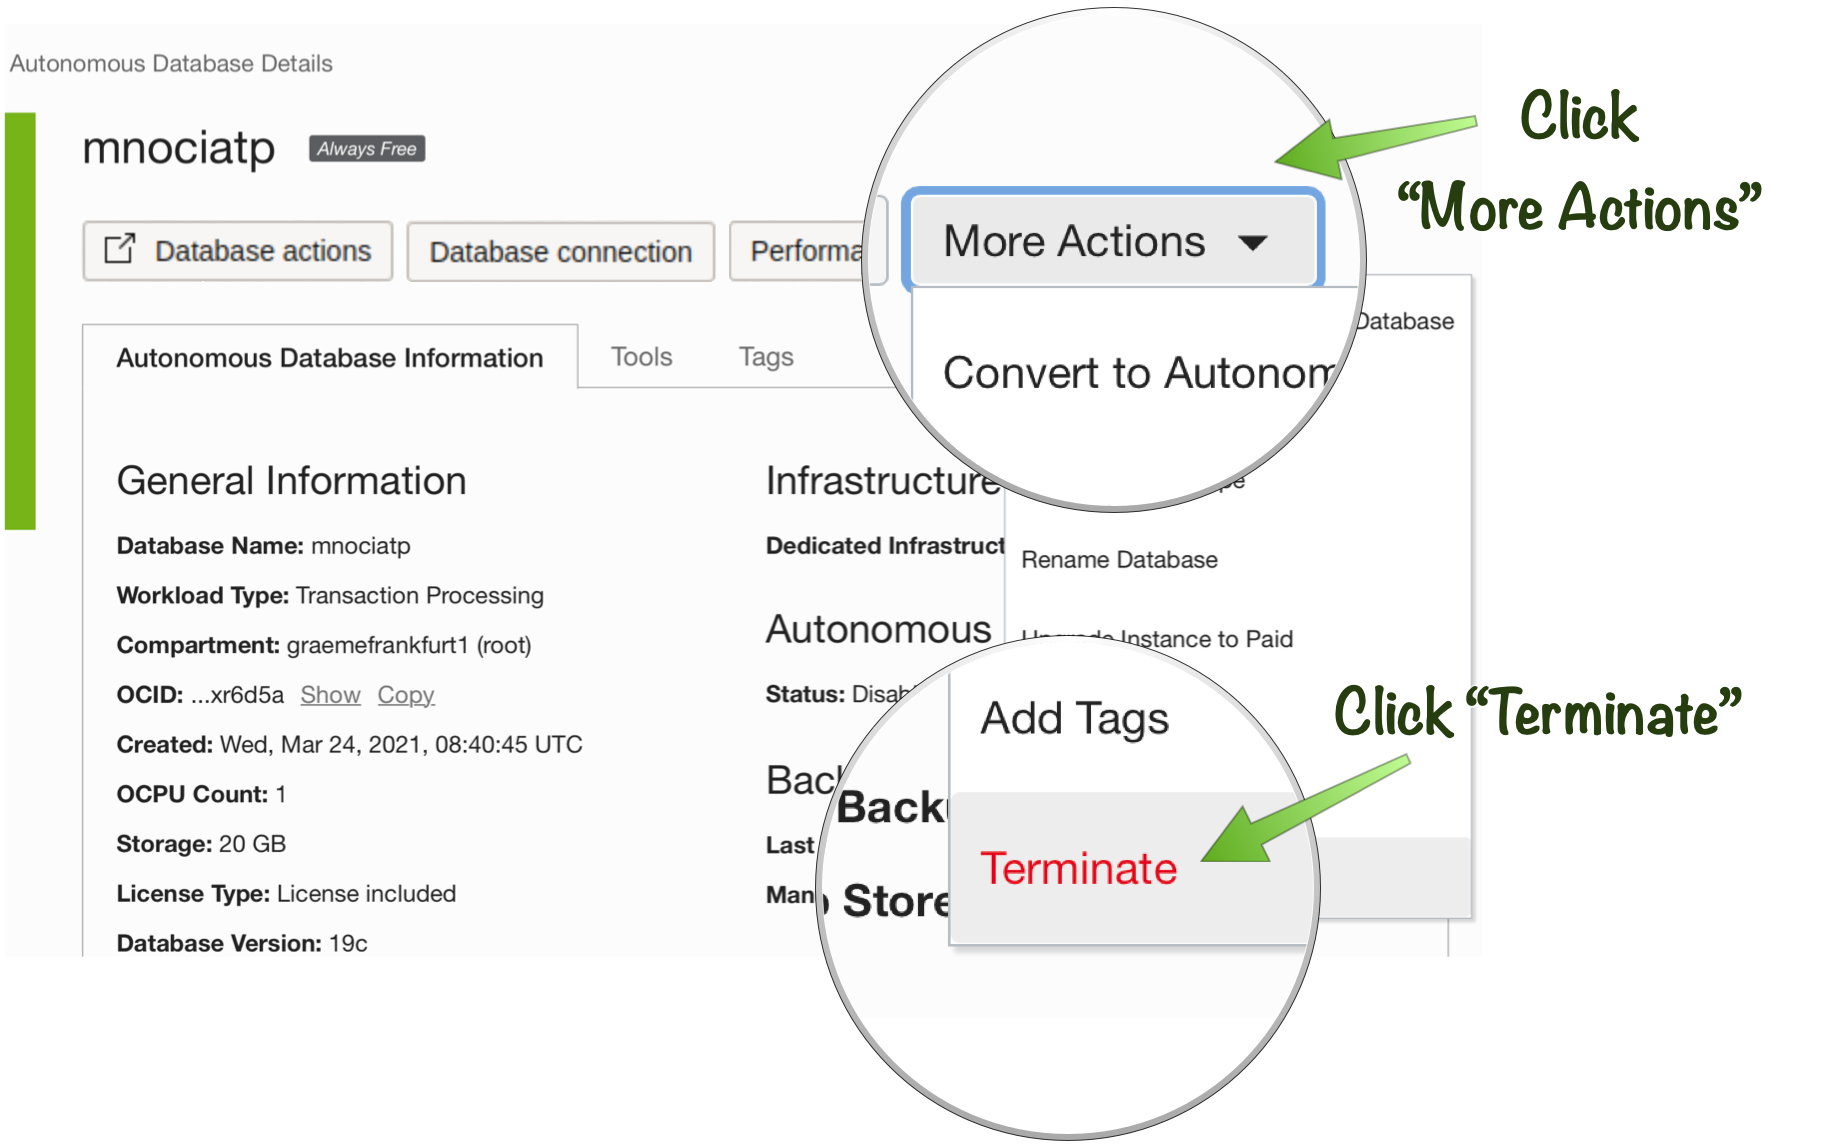 Autonomous Database Details
mnociatp Always Free
Click
“More Actions”
Database actions Database connection Performa More Actions
Database
Convert to Autonom
Autonomous Database Information Tools Tags
General Information
Database Name: mnociatp
Workload Type: Transaction Processing
Compartment: graemefrankfurt1 (root)
OCID: ...xr6d5a Show Copy
Created: Wed, Mar 24, 2021, 08:40:45 UTC
OCPU Count: 1
Storage: 20 GB
License Type: License included
Database Version: 19c
Infrastructure
Dedicated Infrastruct
Autonomous
Status: Disab
Bac
Last
Man
Rename Database
Instance to Paid
Click “Terminate”
Add Tags
Back
Terminate
Store